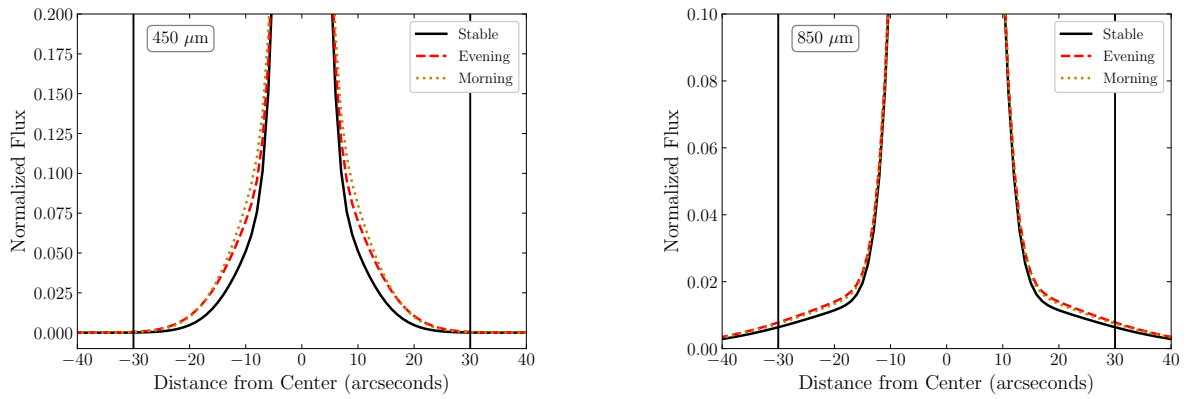 450 μm
Stable
Evening
Morning
0.200
0.175
0.150
0.125
0.100
0.075
0.050
0.025
0.000
Normalized Flux
−40
−30
−20
−10
0
10
20
30
40
Distance from Center (arcseconds)
850 μm
Stable
Evening
Morning
0.10
0.08
0.06
0.04
0.02
0.00
Normalized Flux
−40
−30
−20
−10
0
10
20
30
40
Distance from Center (arcseconds)